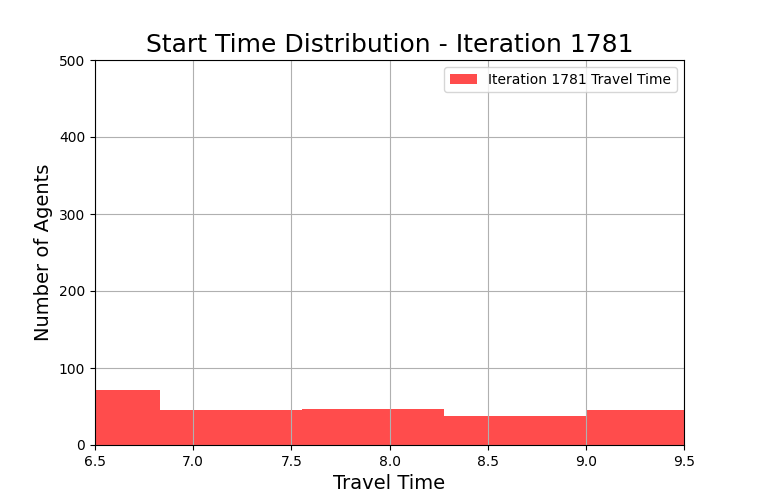 Start Time Distribution - Iteration 1781
Iteration 1781 Travel Time
Number of Agents
500
400
300
200
100
0
6.5 7.0 7.5 8.0 8.5 9.0 9.5
Travel Time